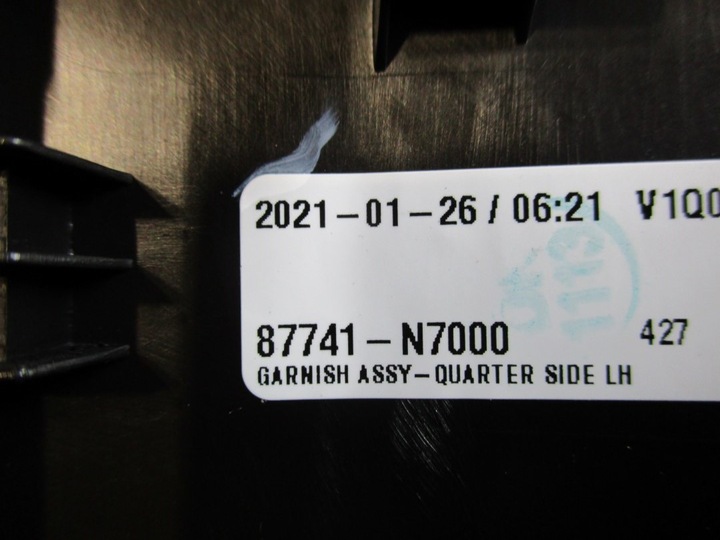 2021-01-26 / 06:21 V1Q0
87741-N7000 427
GARNISH ASSY-QUARTER SIDE LH